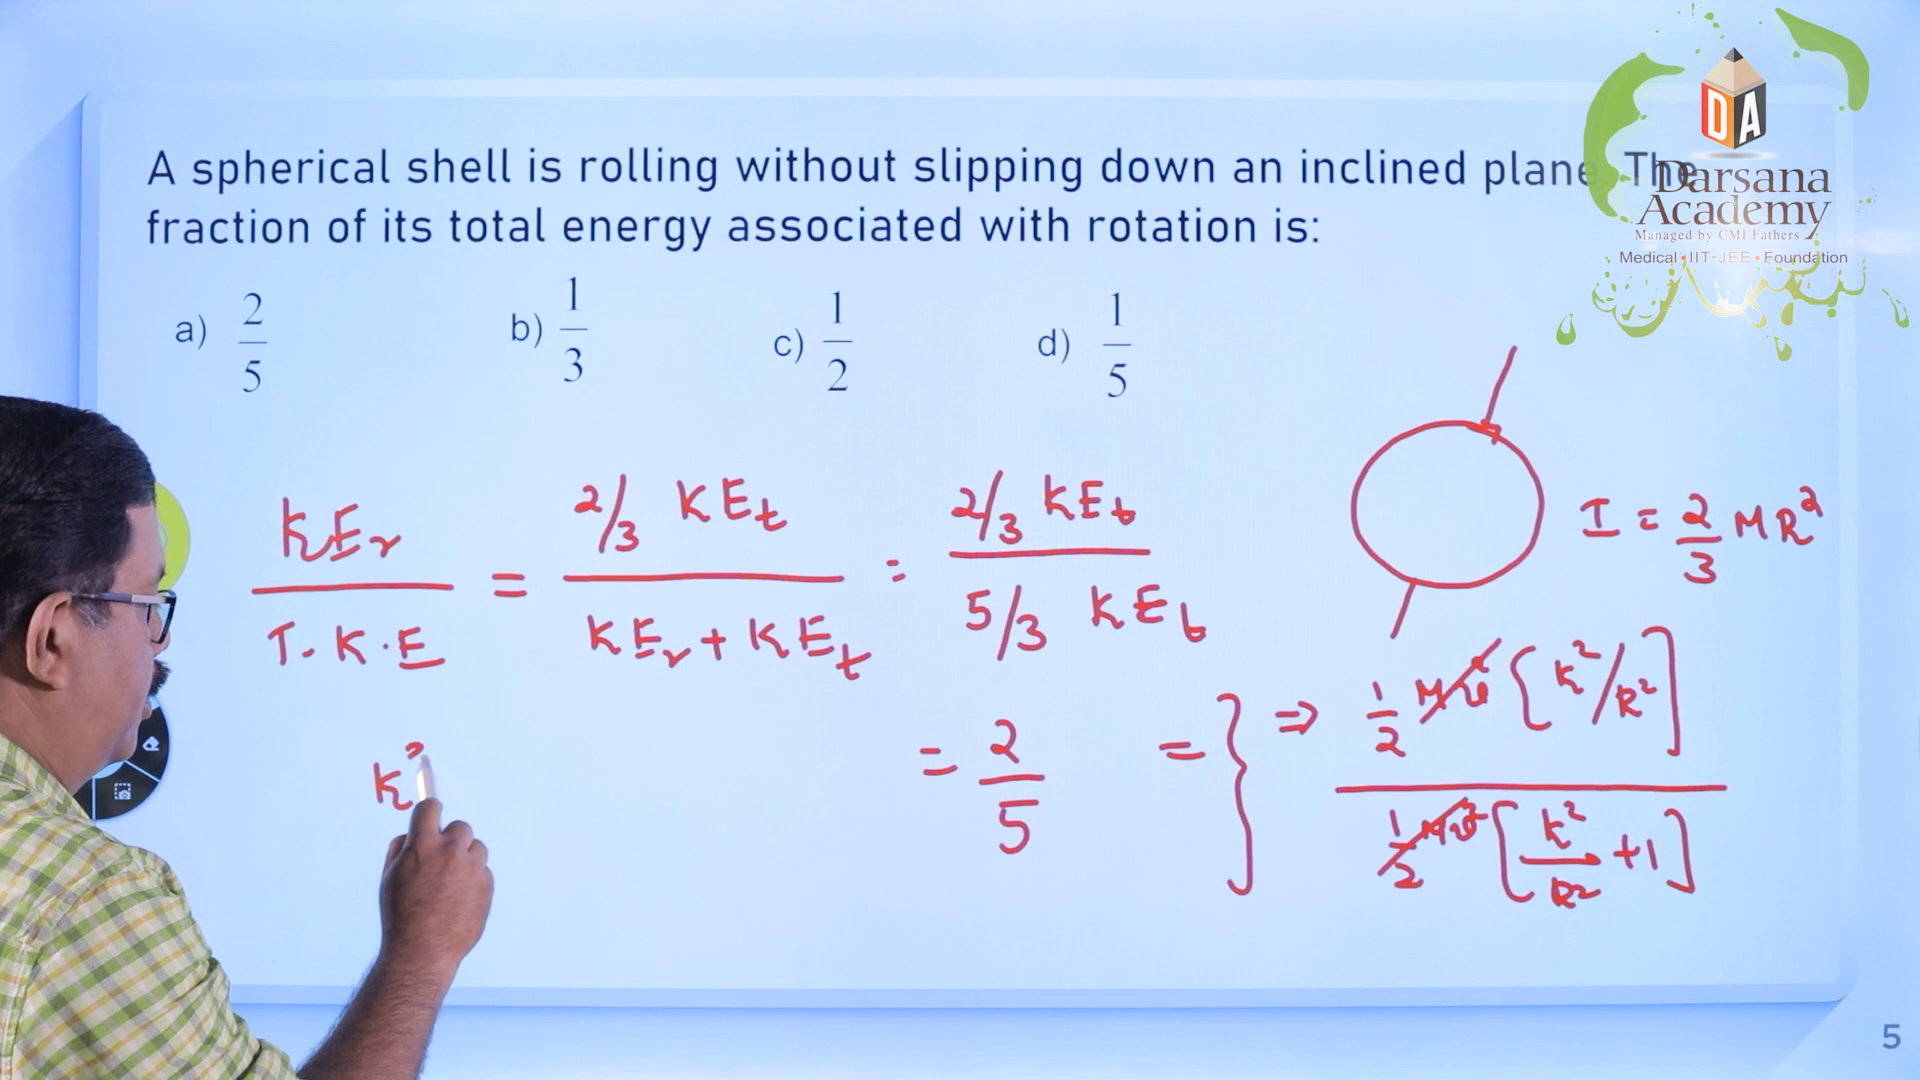 A spherical shell is rolling without slipping down an inclined plane. The
fraction of its total energy associated with rotation is:
a) 2/5 b) 1/3 c) 1/2 d) 1/5
DA
Darsana
Academy
Managed by CMI Fathers
Medical • IIT-JEE • Foundation
KEr / T.K.E = 2/3 KEt / KEr + KEt = 2/3 KEt / 5/3 KEt
I = 2/3 MR²
= 2/5 = } ⇒ 1/2 Mv² [K²/R²] / 1/2 Mv² [K²/R² + 1]
K²
5